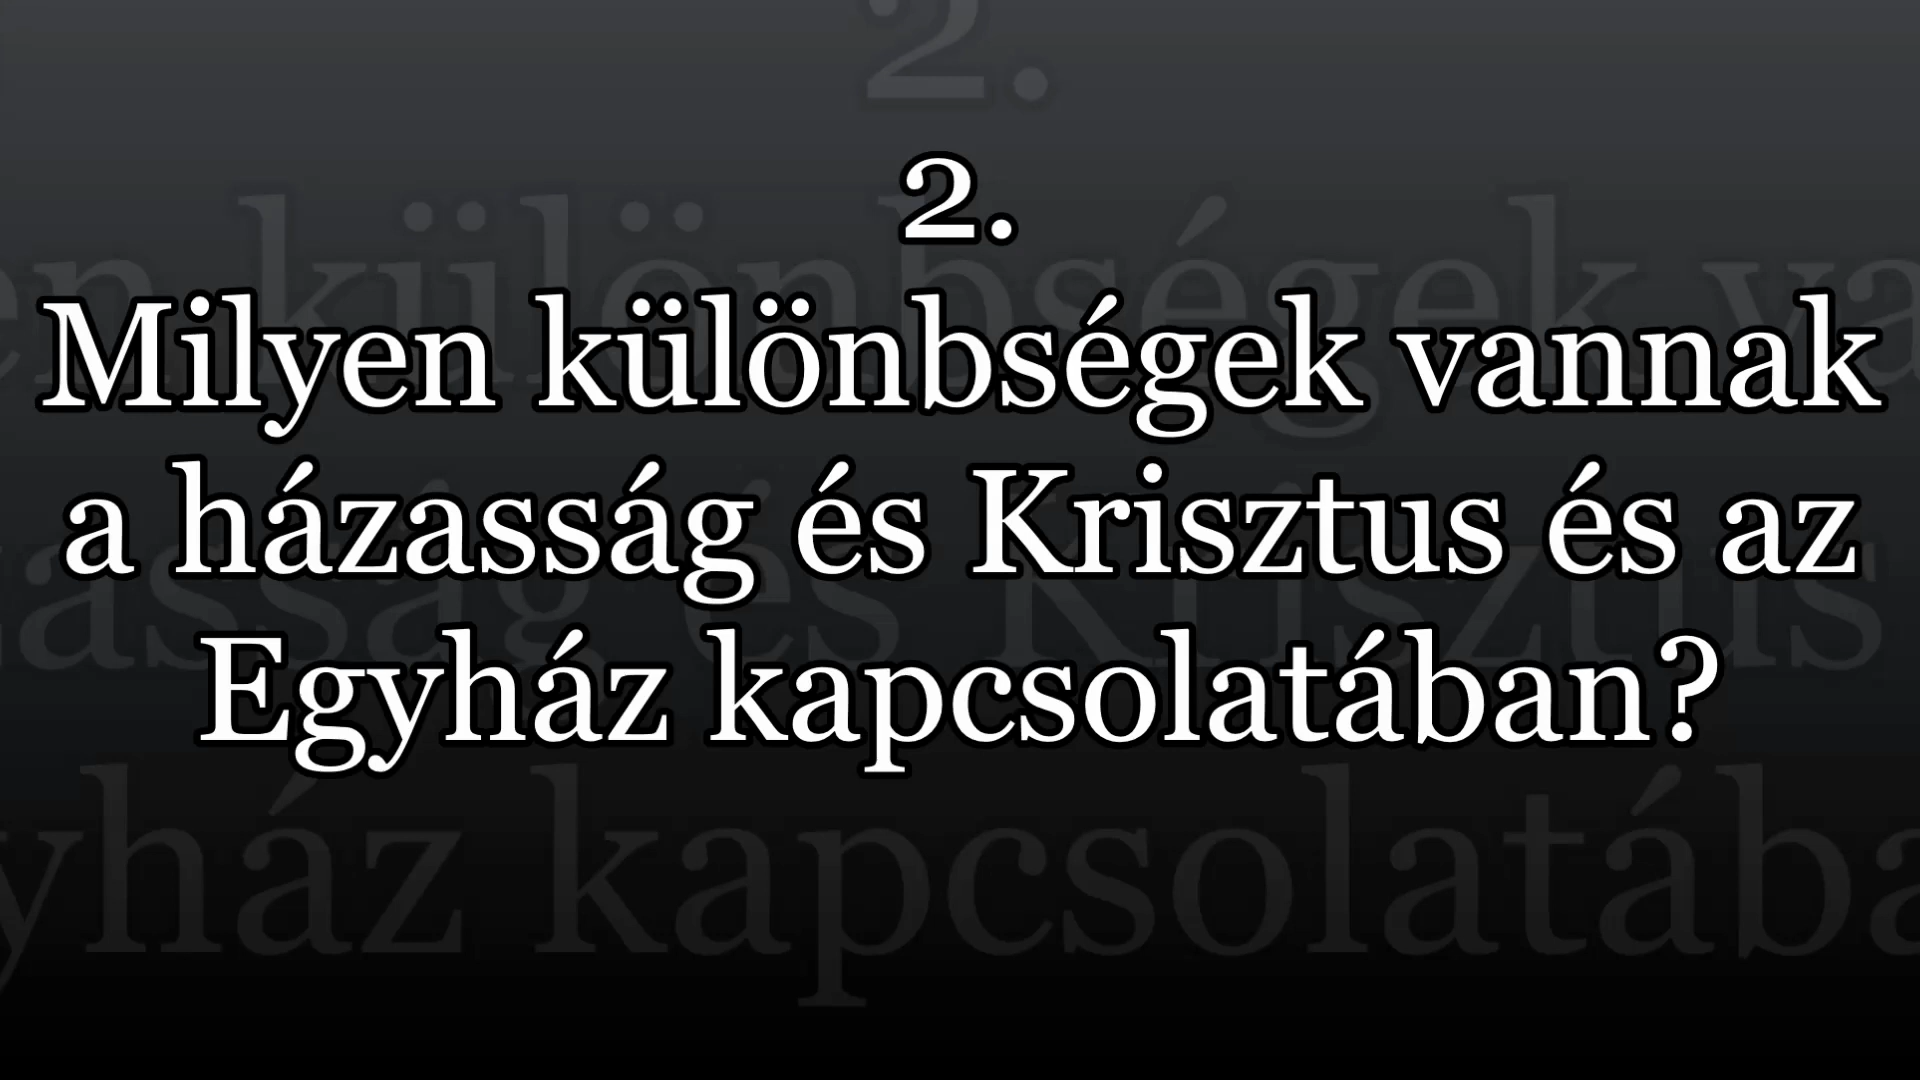 2.
Milyen különbségek vannak
a házasság és Krisztus és az
Egyház kapcsolatában?